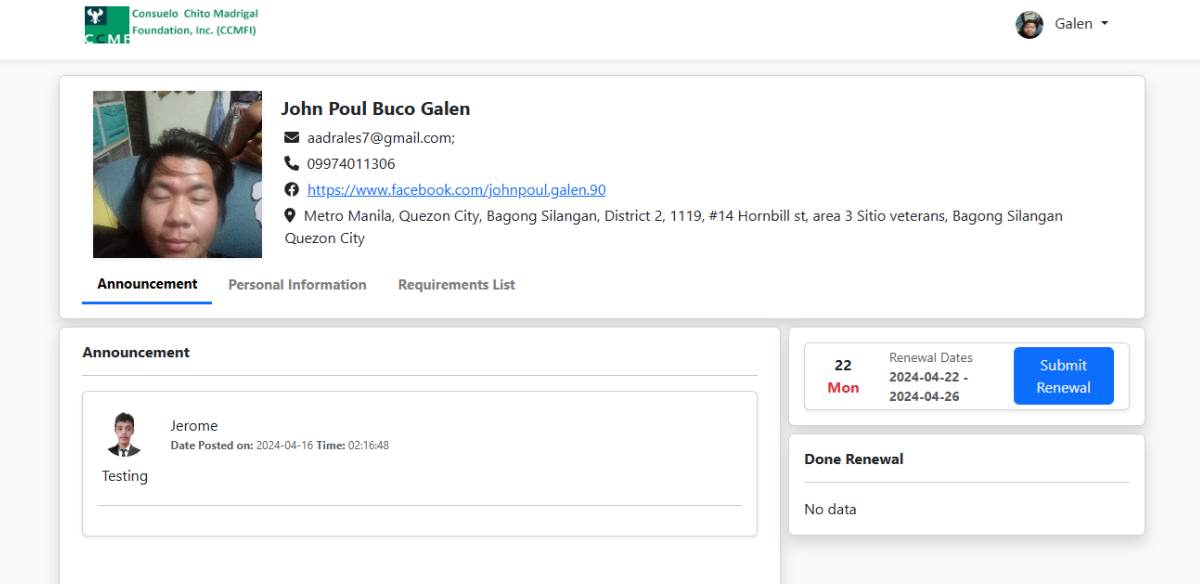 Consuelo Chito Madrigal
Foundation, Inc. (CCMFI)
CCMF
Galen
John Poul Buco Galen
aadrales7@gmail.com;
09974011306
https://www.facebook.com/johnpoul.galen.90
Metro Manila, Quezon City, Bagong Silangan, District 2, 1119, #14 Hornbill st, area 3 Sitio veterans, Bagong Silangan
Quezon City
Announcement Personal Information Requirements List
Announcement
Jerome
Date Posted on: 2024-04-16 Time: 02:16:48
Testing
22
Mon
Renewal Dates
2024-04-22 -
2024-04-26
Submit
Renewal
Done Renewal
No data